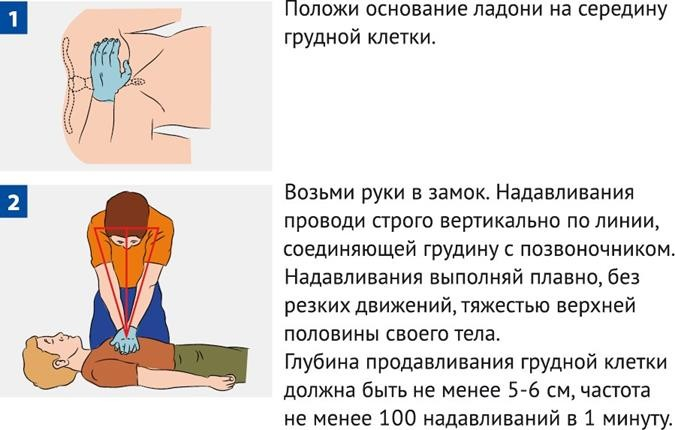 1
Положи основание ладони на середину
грудной клетки.
2
Возьми руки в замок. Надавливания
проводи строго вертикально по линии,
соединяющей грудину с позвоночником.
Надавливания выполняй плавно, без
резких движений, тяжестью верхней
половины своего тела.
Глубина продавливания грудной клетки
должна быть не менее 5-6 см, частота
не менее 100 надавливаний в 1 минуту.